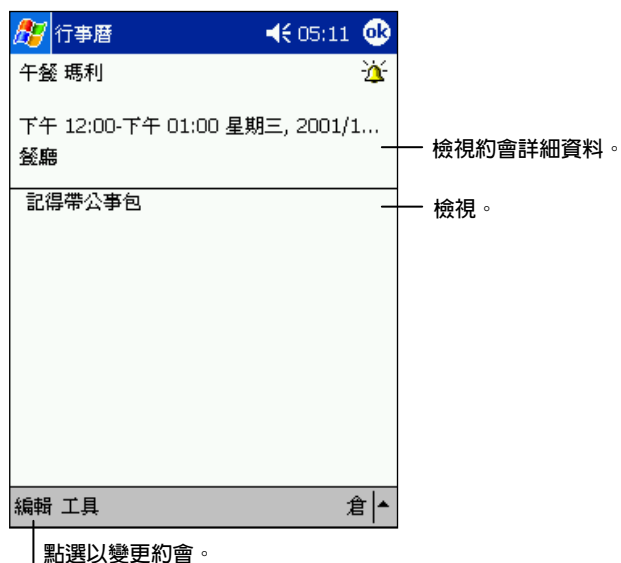 行事曆 05:11 ok
午餐 瑪利
下午 12:00-下午 01:00 星期三, 2001/1...
餐廳
檢視約會詳細資料。
記得帶公事包
檢視。
編輯 工具 倉
點選以變更約會。